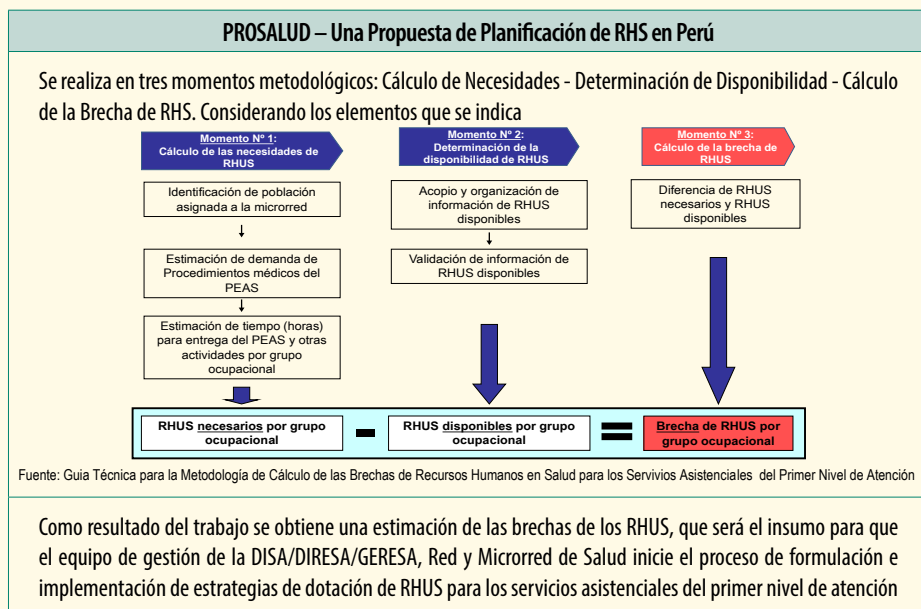 PROSALUD – Una Propuesta de Planificación de RHS en Perú
Se realiza en tres momentos metodológicos: Cálculo de Necesidades - Determinación de Disponibilidad - Cálculo
de la Brecha de RHS. Considerando los elementos que se indica
Momento Nº 1:
Cálculo de las necesidades de
RHUS
Identificación de población
asignada a la microrred
Estimación de demanda de
Procedimientos médicos del
PEAS
Estimación de tiempo (horas)
para entrega del PEAS y otras
actividades por grupo
ocupacional
Momento Nº 2:
Determinación de la
disponibilidad de RHUS
Acopio y organización de
información de RHUS
disponibles
Validación de información de
RHUS disponibles
Momento Nº 3:
Cálculo de la brecha de
RHUS
Diferencia de RHUS
necesarios y RHUS
disponibles
RHUS necesarios por grupo
ocupacional
-
RHUS disponibles por grupo
ocupacional
=
Brecha de RHUS por
grupo ocupacional
Fuente: Guia Técnica para la Metodología de Cálculo de las Brechas de Recursos Humanos en Salud para los Servivios Asistenciales del Primer Nivel de Atención
Como resultado del trabajo se obtiene una estimación de las brechas de los RHUS, que será el insumo para que
el equipo de gestión de la DISA/DIRESA/GERESA, Red y Microrred de Salud inicie el proceso de formulación e
implementación de estrategias de dotación de RHUS para los servicios asistenciales del primer nivel de atención